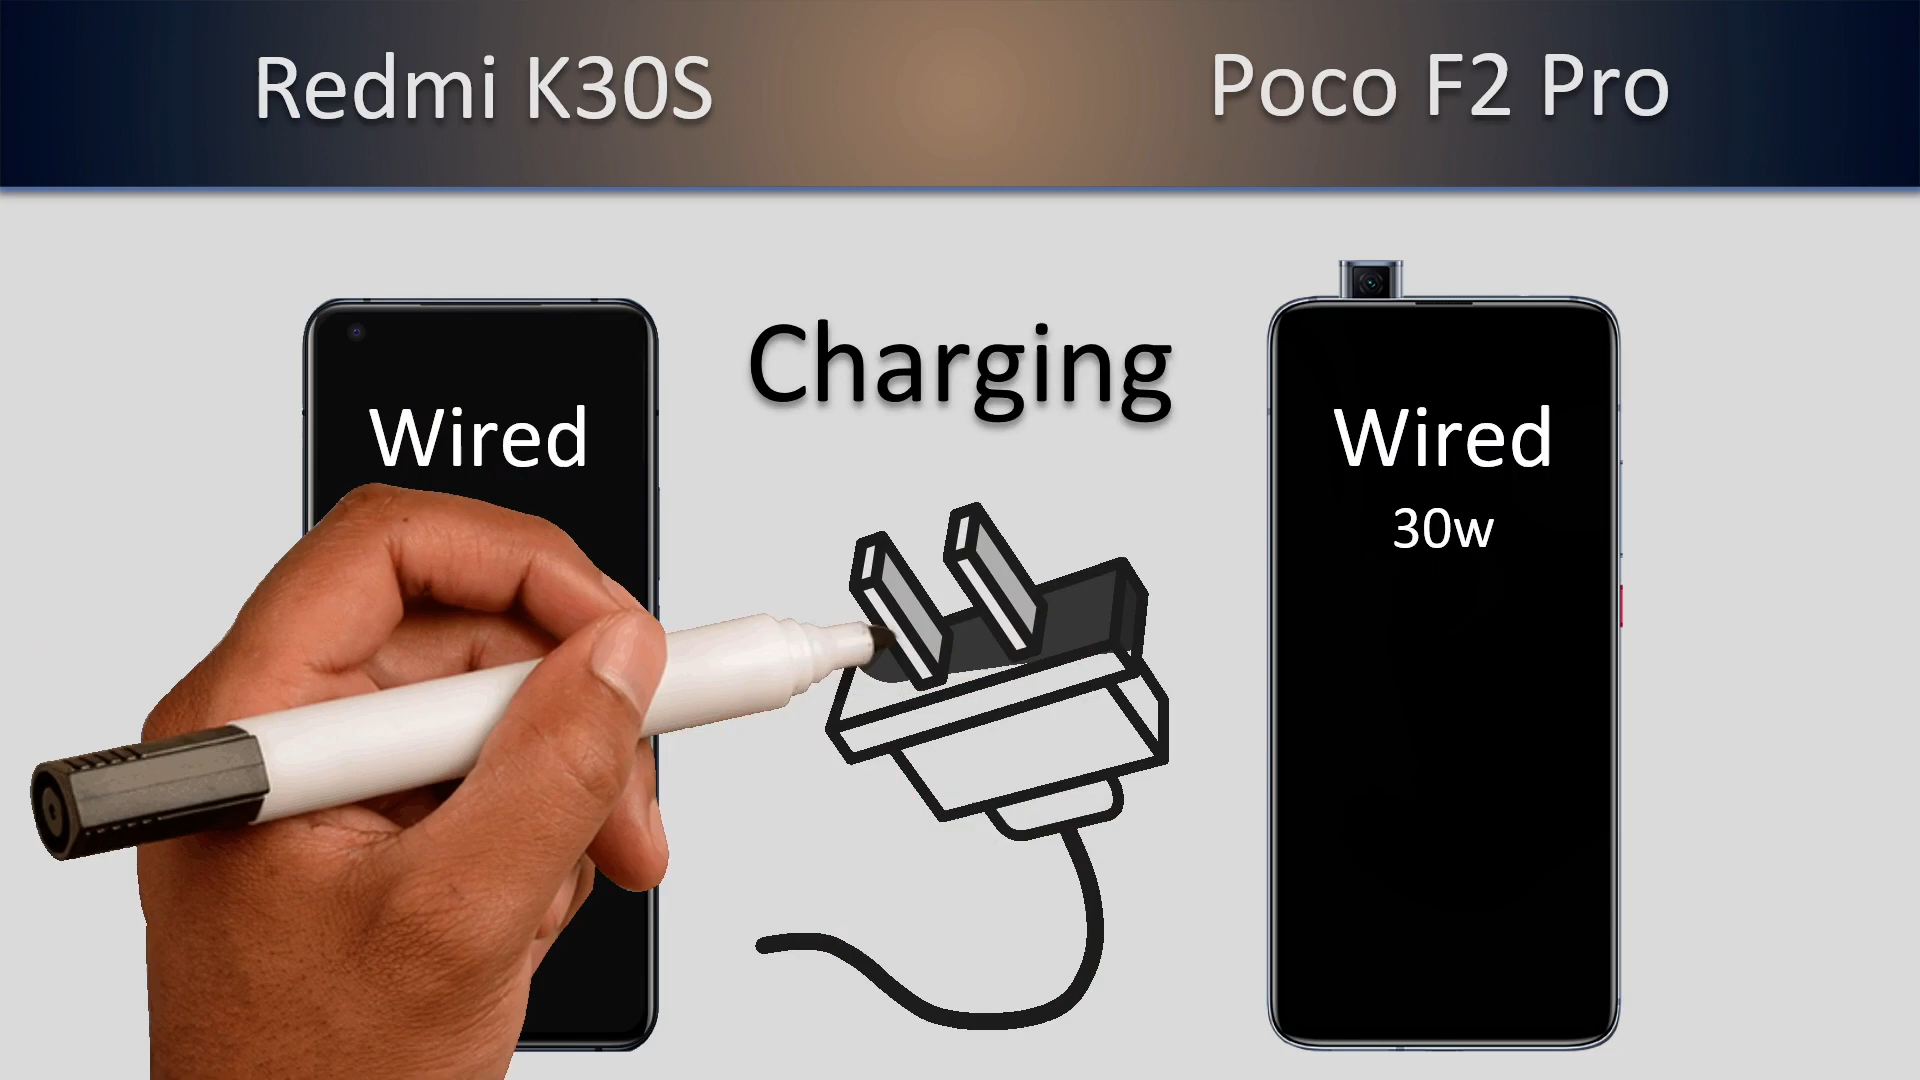 Redmi K30S
Poco F2 Pro
Charging
Wired
Wired
30w